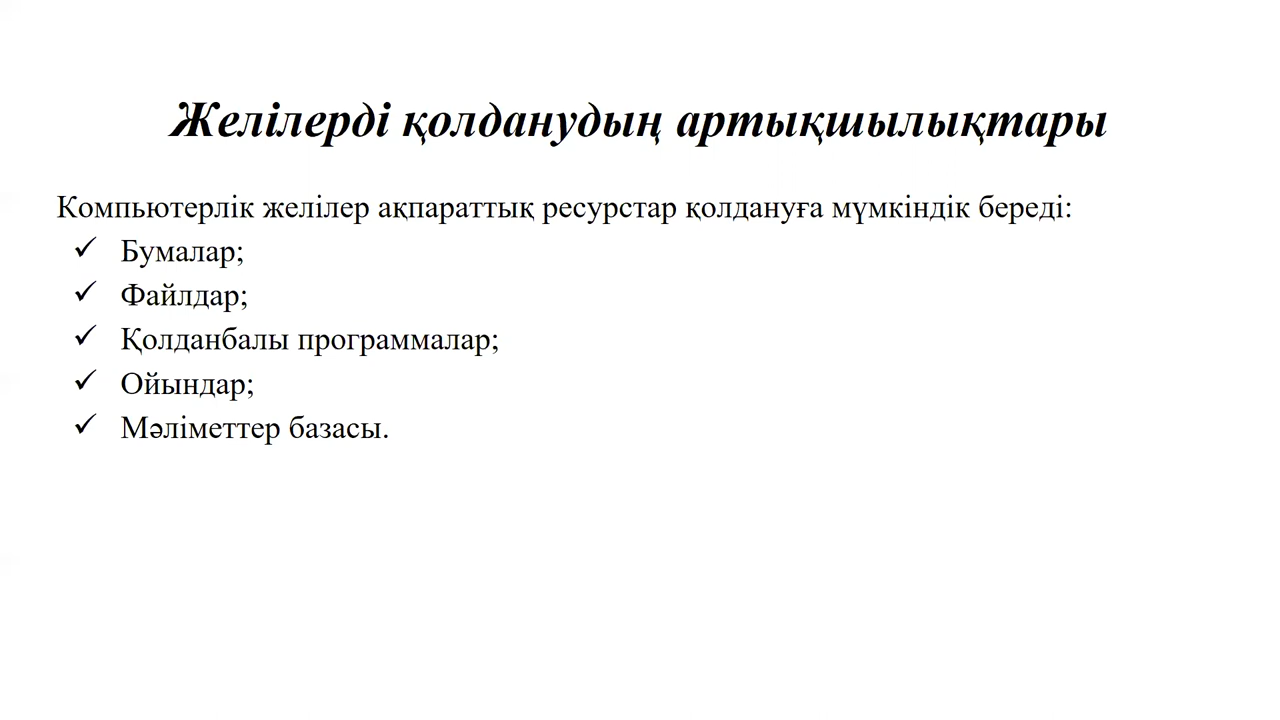 Желілерді қолданудың артықшылықтары
Компьютерлік желілер ақпараттық ресурстар қолдануға мүмкіндік береді:
✓ Бумалар;
✓ Файлдар;
✓ Қолданбалы программалар;
✓ Ойындар;
✓ Мәліметтер базасы.